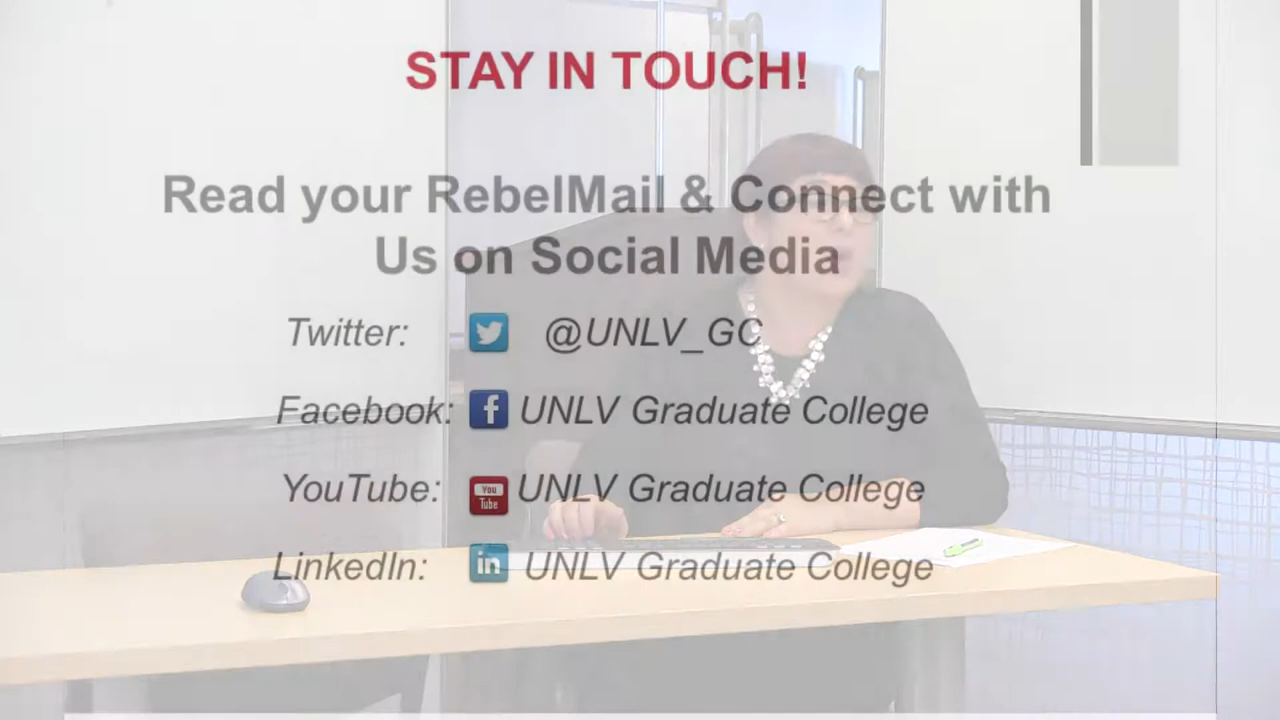 STAY IN TOUCH!
Read your RebelMail & Connect with
Us on Social Media
Twitter: @UNLV_GC
Facebook: f UNLV Graduate College
YouTube: You Tube UNLV Graduate College
LinkedIn: in UNLV Graduate College